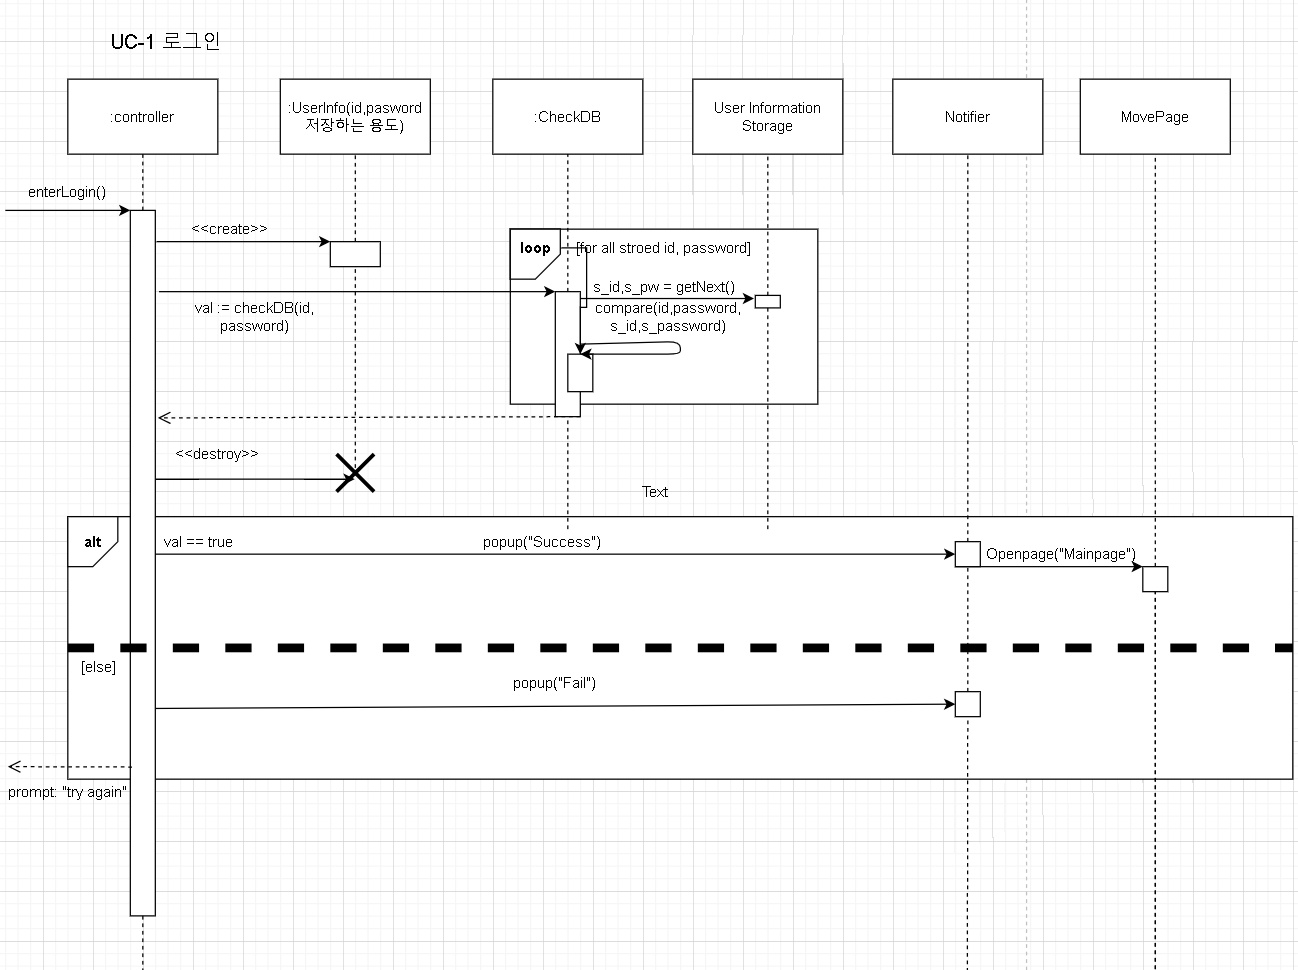 UC-1 로그인
:controller
:UserInfo(id,pasword
저장하는 용도)
:CheckDB
User Information
Storage
Notifier
MovePage
enterLogin()
<<create>>
loop
[for all stroed id, password]
s_id,s_pw = getNext()
val := checkDB(id,
password)
compare(id,password,
s_id,s_password)
<<destroy>>
Text
alt
val == true
popup("Success")
Openpage("Mainpage")
[else]
popup("Fail")
prompt: "try again"